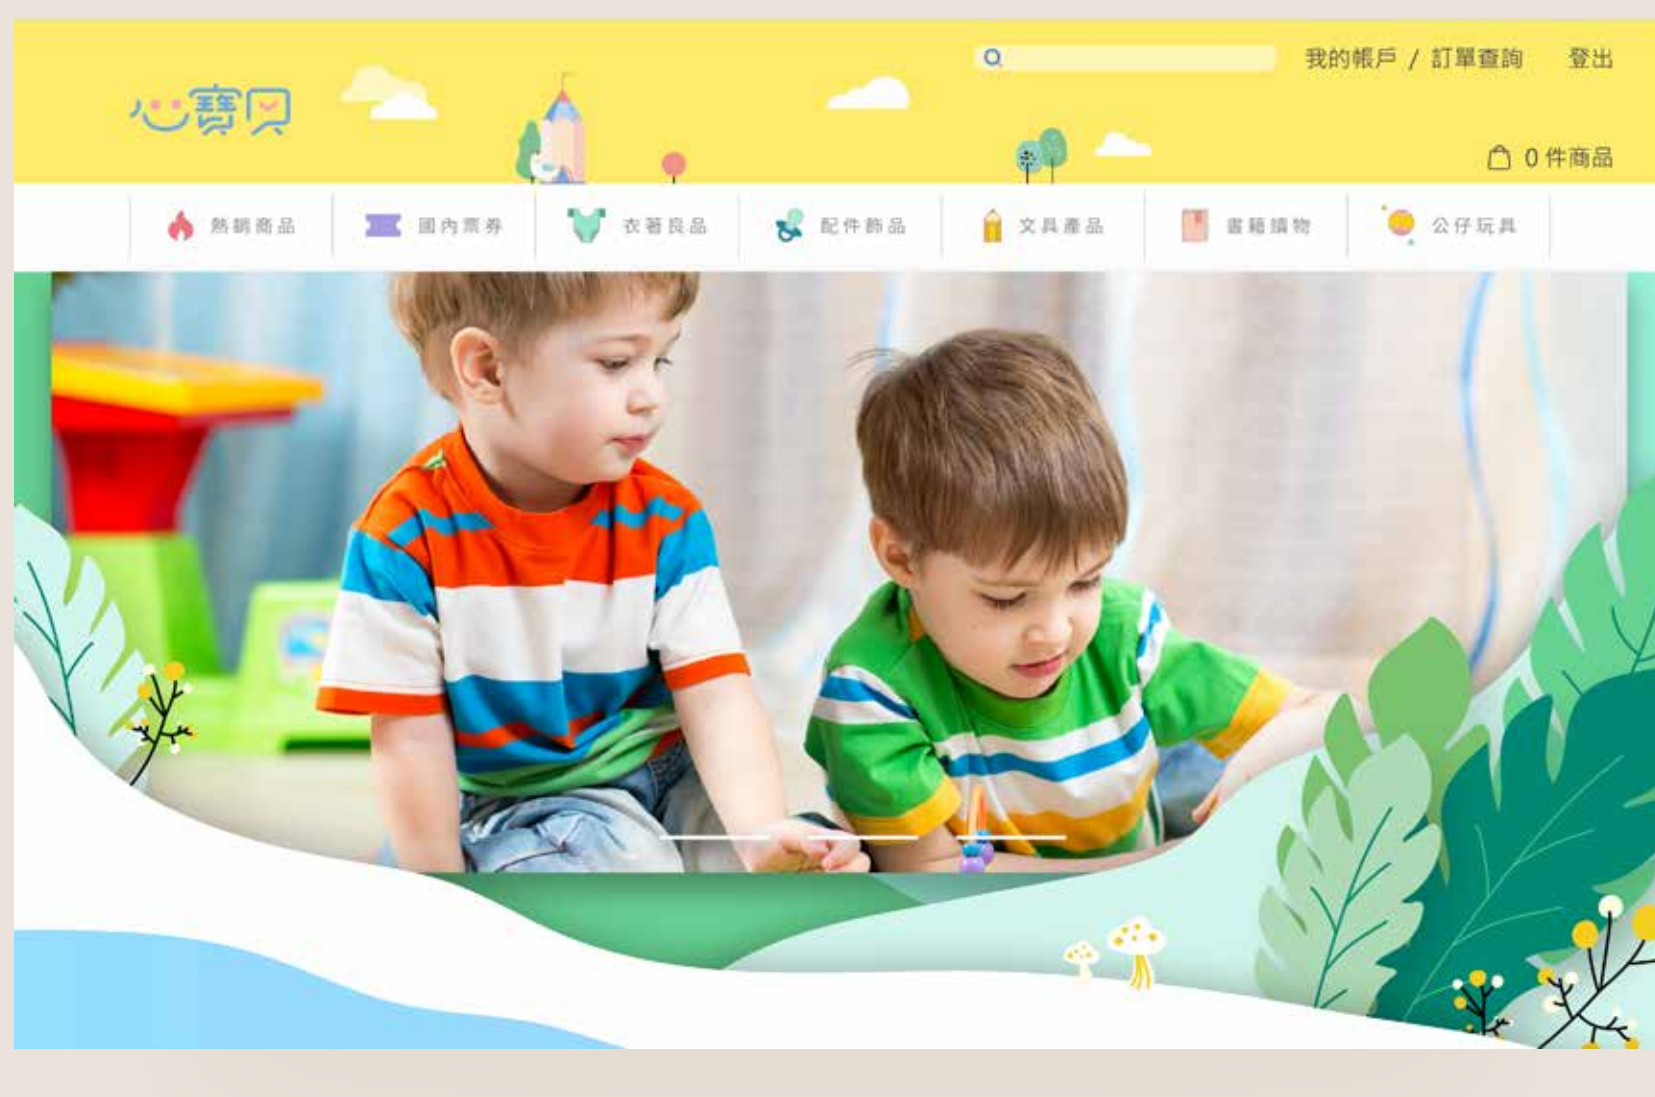 我的帳戶 / 訂單查詢 登出
心寶貝
0 件商品
熱銷商品 國內票券 衣著良品 配件飾品 文具產品 書籍讀物 公仔玩具